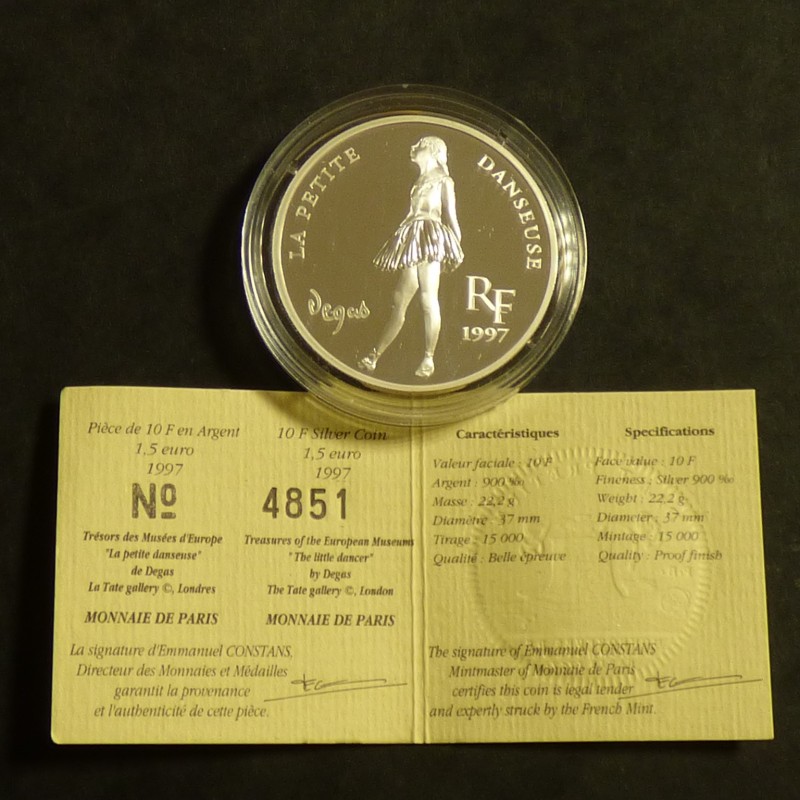 LA PETITE DANSEUSE
Degas
RF
1997
Pièce de 10 F en Argent
1,5 euro
1997
Nº
Trésors des Musées d'Europe
"La petite danseuse"
de Degas
La Tate gallery ©, Londres
MONNAIE DE PARIS
10 F Silver Coin
1,5 euro
1997
4851
Treasures of the European Museums
"The little dancer"
by Degas
The Tate gallery ©, London
MONNAIE DE PARIS
La signature d'Emmanuel CONSTANS,
Directeur des Monnaies et Médailles
garantit la provenance
et l'authenticité de cette pièce.
Caractéristiques
Valeur faciale : 10 F
Argent : 900 ‰
Masse : 22,2 g
Diamètre : 37 mm
Tirage : 15 000
Qualité : Belle épreuve
Specifications
Face value : 10 F
Fineness : Silver 900 ‰
Weight : 22,2 g
Diameter : 37 mm
Mintage : 15 000
Quality : Proof finish
The signature of Emmanuel CONSTANS
Mintmaster of Monnaie de Paris
certifies this coin is legal tender
and expertly struck by the French Mint.